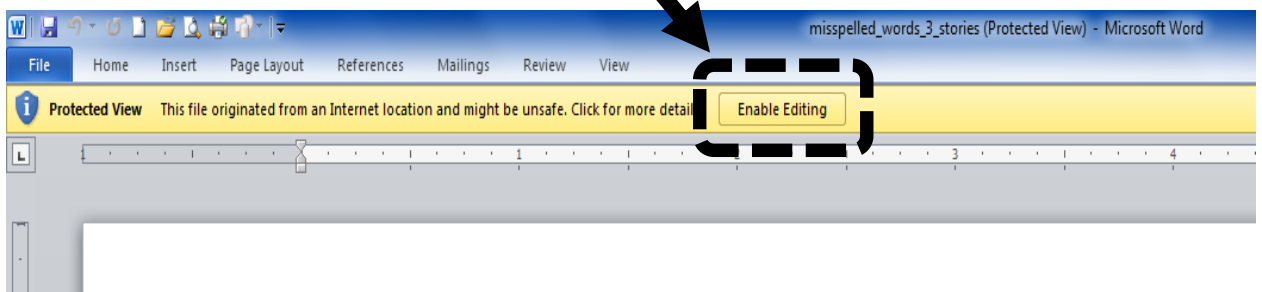 misspelled_words_3_stories (Protected View) - Microsoft Word
File Home Insert Page Layout References Mailings Review View
Protected View This file originated from an Internet location and might be unsafe. Click for more detail Enable Editing
L 1 1 2 3 4